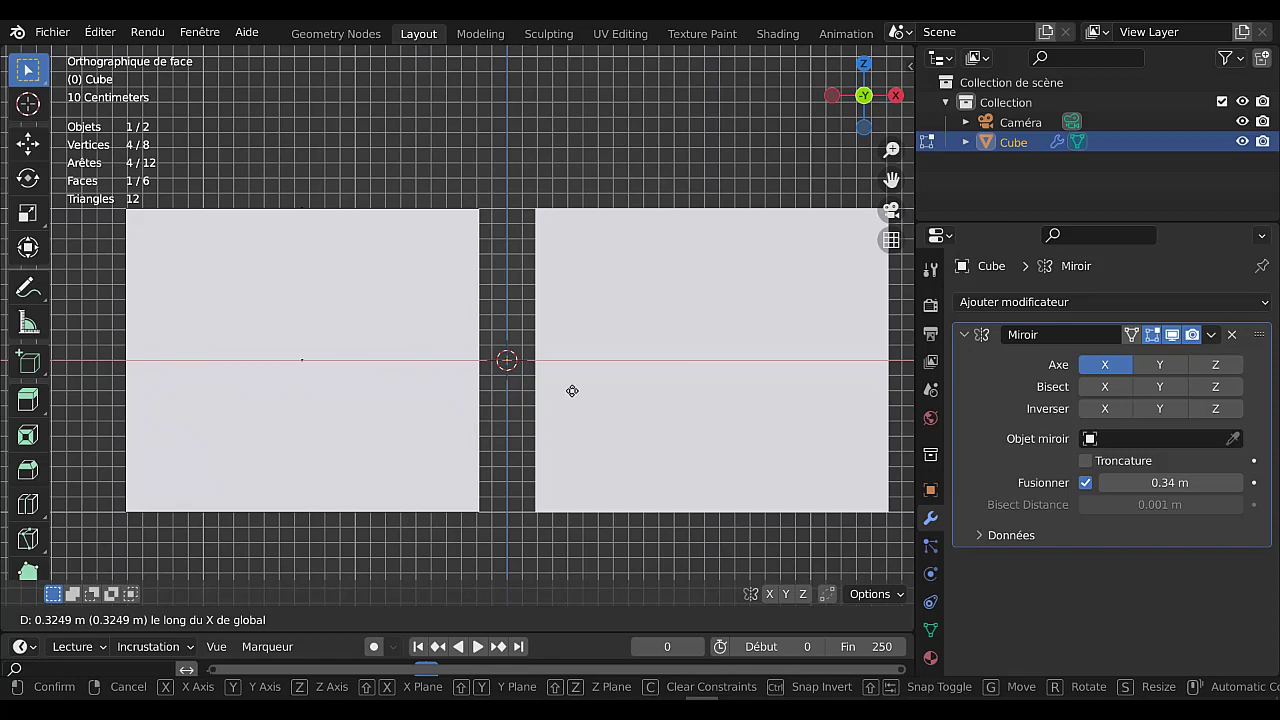 Fichier Éditer Rendu Fenêtre Aide Geometry Nodes Layout Modeling Sculpting UV Editing Texture Paint Shading Animation Scene View Layer
Orthographique de face
(0) Cube
10 Centimeters
Objets 1 / 2
Vertices 4 / 8
Arêtes 4 / 12
Faces 1 / 6
Triangles 12
Z
-Y X
Collection de scène
Collection
Caméra
Cube
Cube > Miroir
Ajouter modificateur
Miroir
Axe X Y Z
Bisect X Y Z
Inverser X Y Z
Objet miroir
Troncature
Fusionner 0.34 m
Bisect Distance 0.001 m
Données
X Y Z Options
D: 0.3249 m (0.3249 m) le long du X de global
Lecture Incrustation Vue Marqueur 0 Début 0 Fin 250
Confirm Cancel X X Axis Y Y Axis Z Z Axis X X Plane Y Y Plane Z Z Plane C Clear Constraints Ctrl Snap Invert Snap Toggle G Move R Rotate S Resize Automatic Co